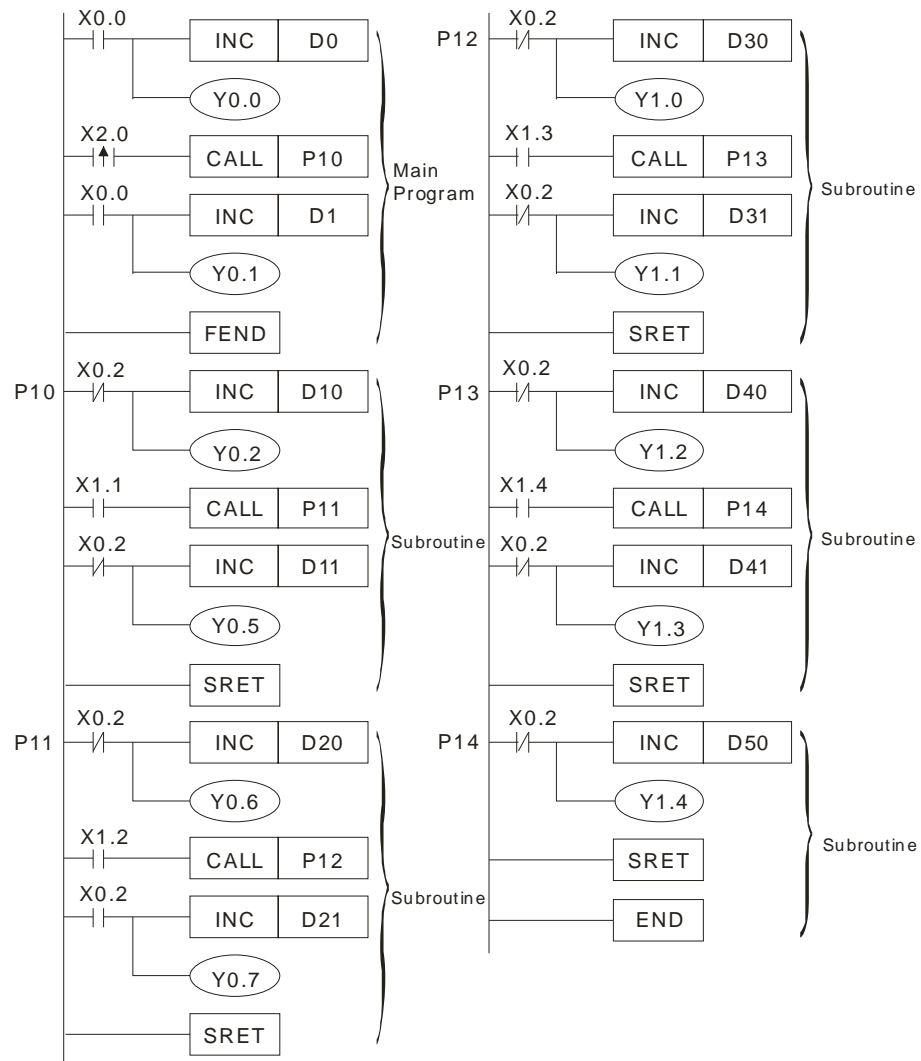 X0.0
INC D0
Y0.0
X2.0
CALL P10
X0.0
INC D1
Y0.1
FEND
Main
Program
P10
X0.2
INC D10
Y0.2
X1.1
CALL P11
X0.2
INC D11
Y0.5
SRET
Subroutine
P11
X0.2
INC D20
Y0.6
X1.2
CALL P12
X0.2
INC D21
Y0.7
SRET
Subroutine
P12
X0.2
INC D30
Y1.0
X1.3
CALL P13
X0.2
INC D31
Y1.1
SRET
Subroutine
P13
X0.2
INC D40
Y1.2
X1.4
CALL P14
X0.2
INC D41
Y1.3
SRET
Subroutine
P14
X0.2
INC D50
Y1.4
SRET
END
Subroutine